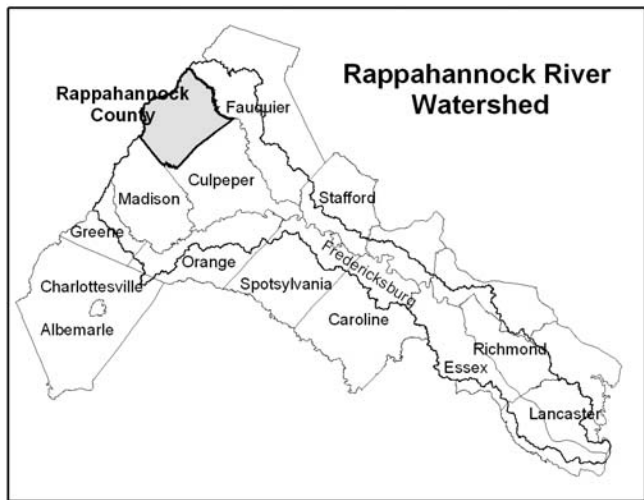 Rappahannock River
Watershed
Rappahannock
County
Fauquier
Culpeper
Madison
Stafford
Greene
Orange
Fredericksburg
Charlottesville
Spotsylvania
Albemarle
Caroline
Richmond
Essex
Lancaster